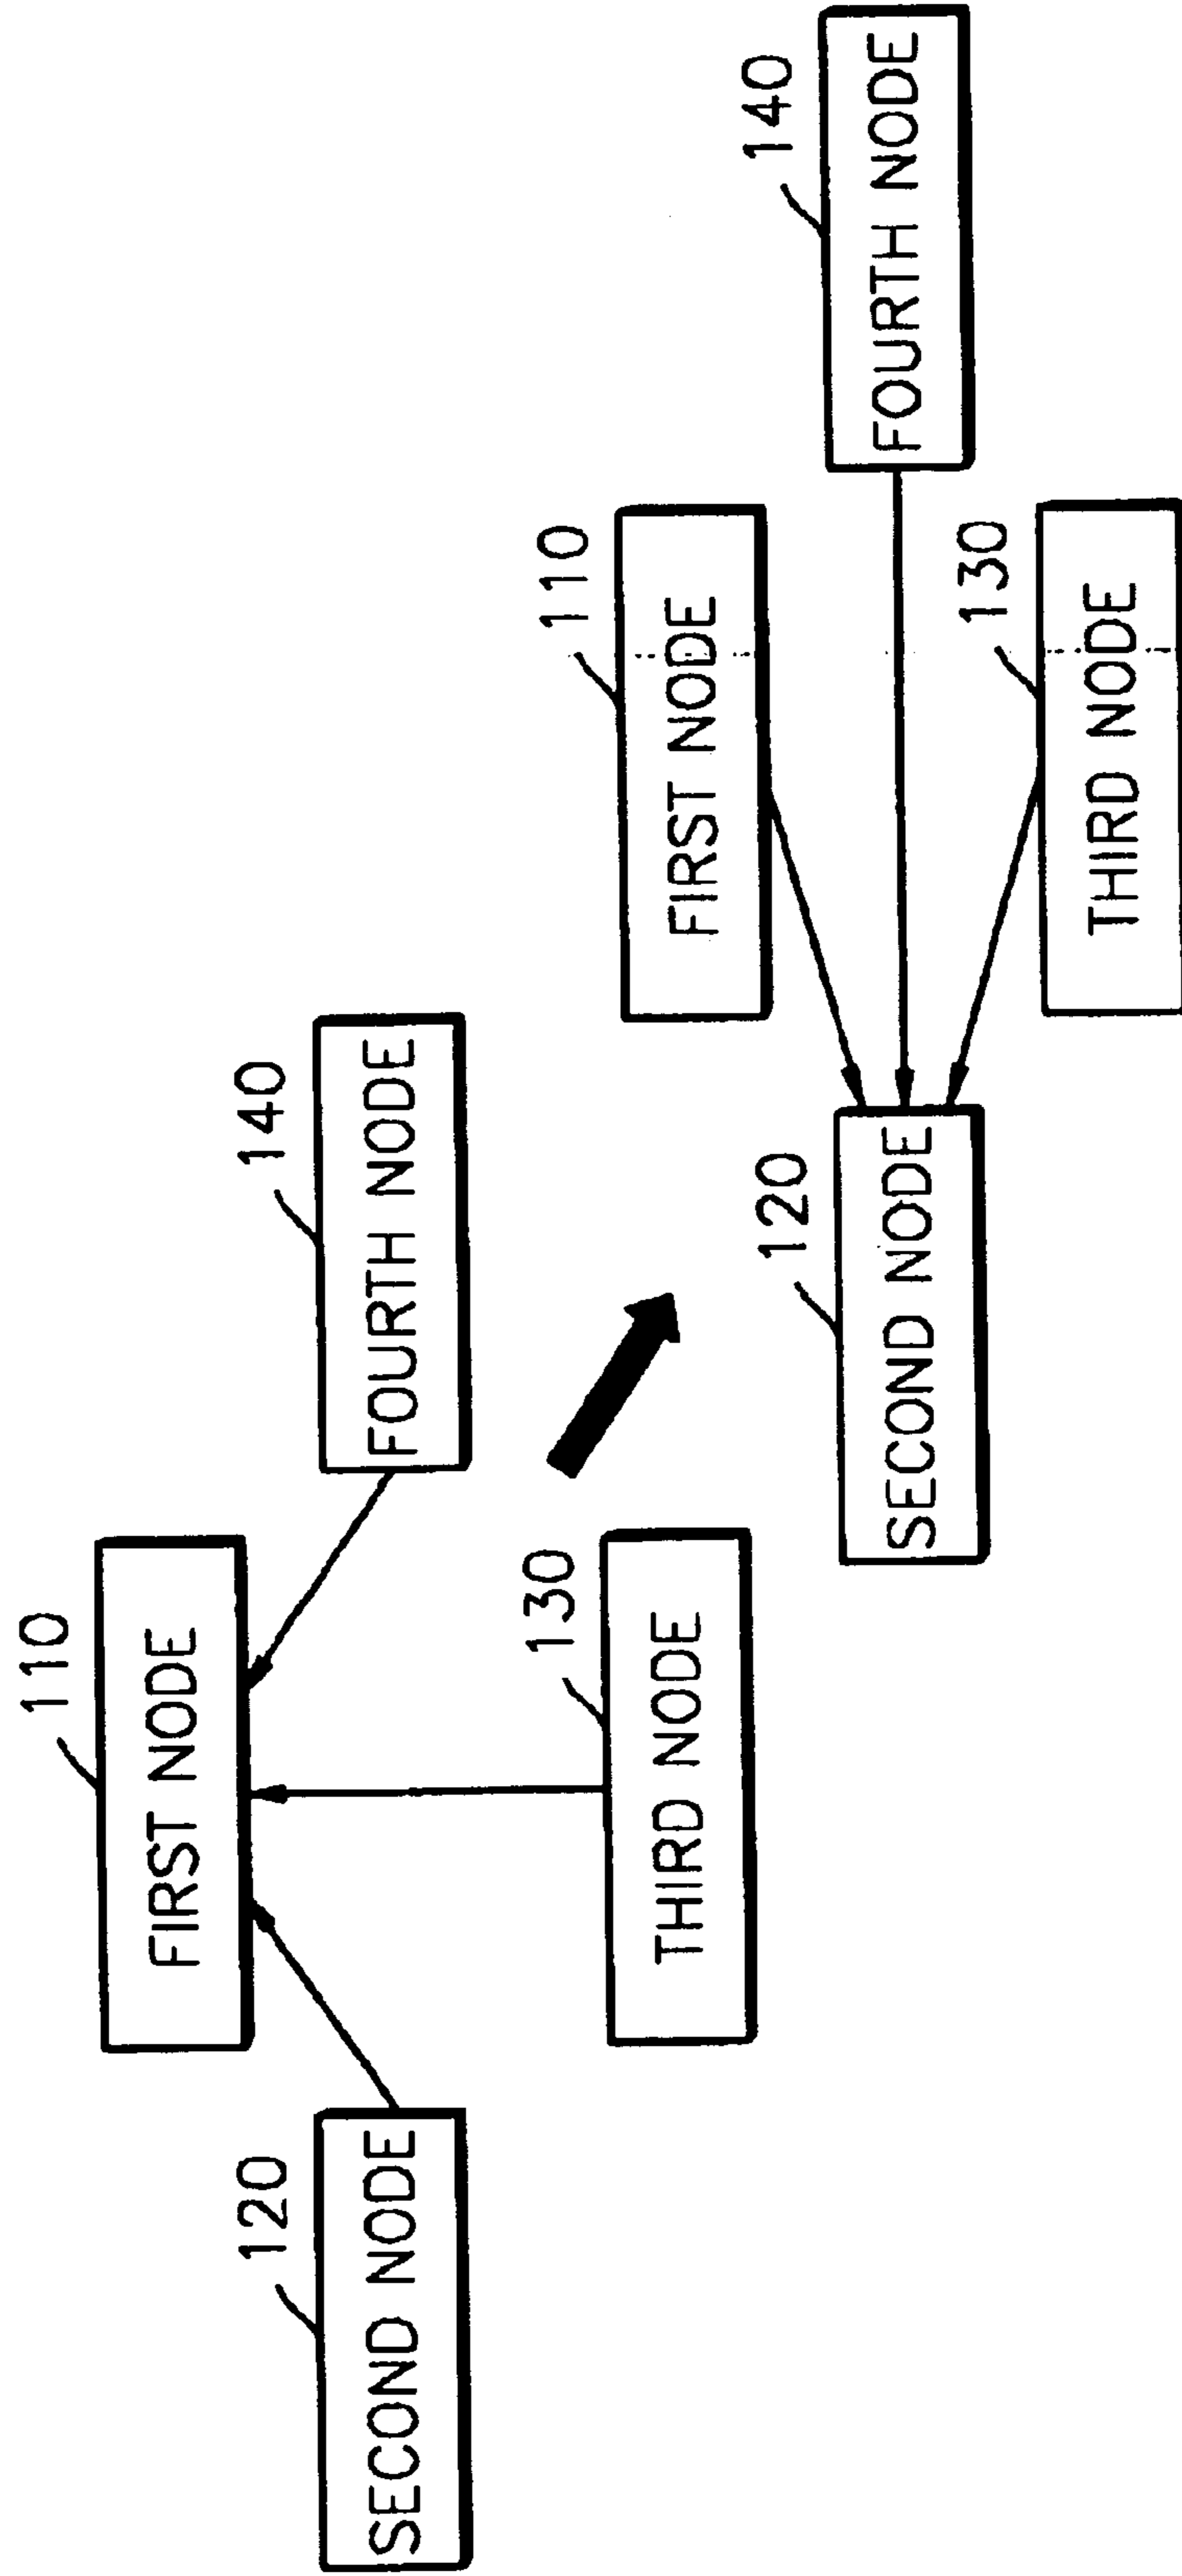 110
FIRST NODE
120
SECOND NODE
140
FOURTH NODE
130
THIRD NODE
110
FIRST NODE
120
SECOND NODE
140
FOURTH NODE
130
THIRD NODE